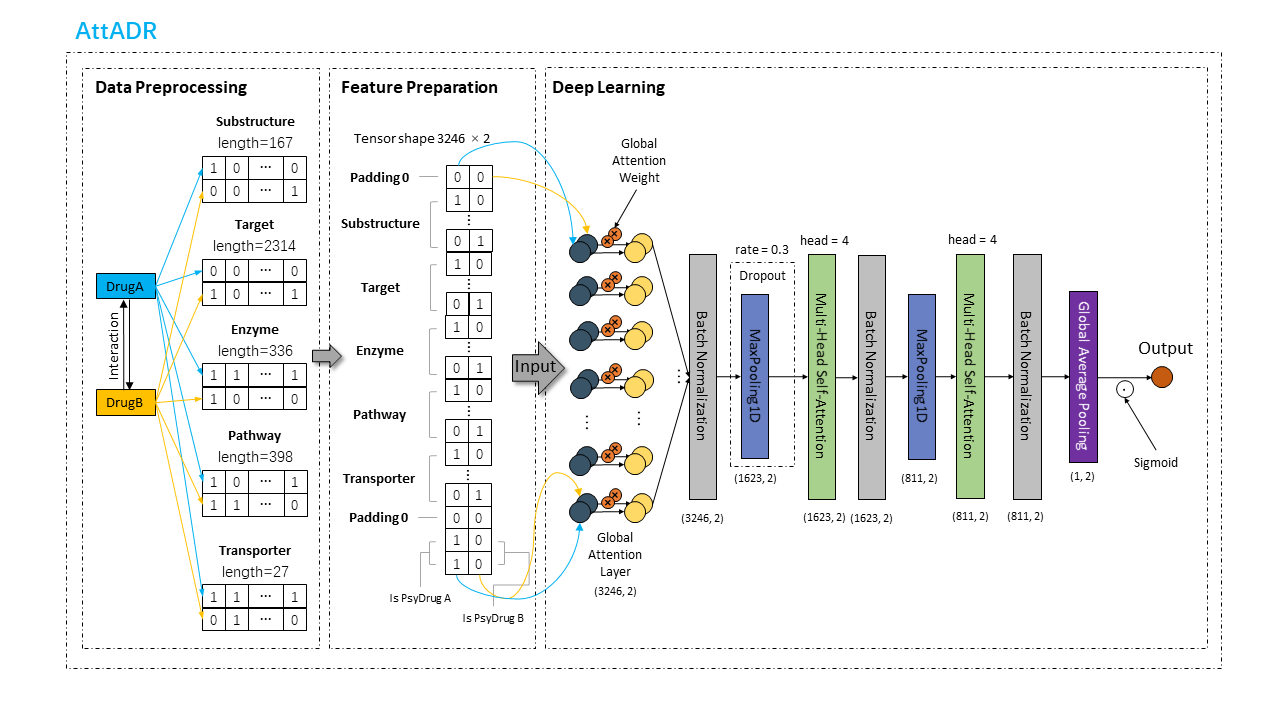 AttADR
Data Preprocessing
Substructure
length=167
1 0 ··· 0
0 0 ··· 1
Target
length=2314
0 0 ··· 0
1 0 ··· 1
DrugA
Interaction
DrugB
Enzyme
length=336
1 1 ··· 1
1 0 ··· 0
Pathway
length=398
1 0 ··· 1
1 1 ··· 0
Transporter
length=27
1 1 ··· 1
0 1 ··· 0
Feature Preparation
Tensor shape 3246 × 2
Padding 0
0 0
1 0
Substructure
0 1
1 0
Target
0 1
1 0
Enzyme
0 1
1 0
Pathway
0 1
1 0
Transporter
0 1
Padding 0
0 0
1 0
1 0
Is PsyDrug A
Is PsyDrug B
Input
Deep Learning
Global
Attention
Weight
Global
Attention
Layer
(3246, 2)
Batch Normalization
(3246, 2)
rate = 0.3
Dropout
MaxPooling1D
(1623, 2)
head = 4
Multi-Head Self-Attention
(1623, 2)
Batch Normalization
(1623, 2)
MaxPooling1D
(811, 2)
head = 4
Multi-Head Self-Attention
(811, 2)
Batch Normalization
(811, 2)
Global Average Pooling
(1, 2)
Sigmoid
Output